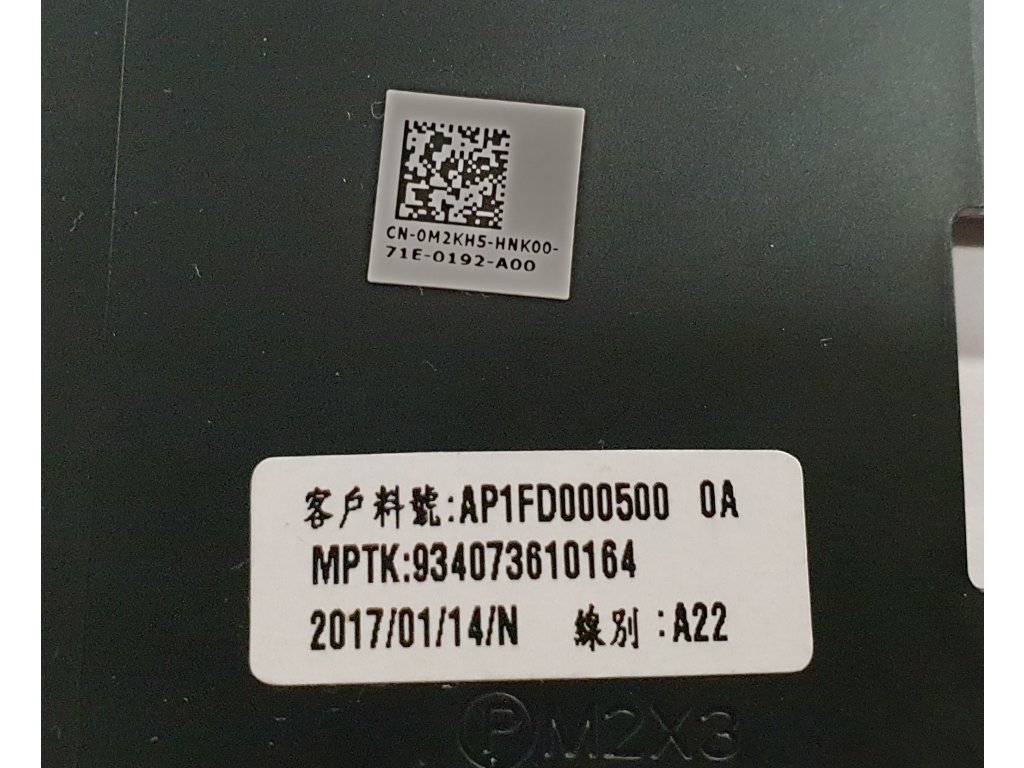 CN-0M2KH5-HNK00-
71E-0192-A00
客戶料號:AP1FD000500 0A
MPTK:934073610164
2017/01/14/N 線別:A22
Ⓟ M2X3